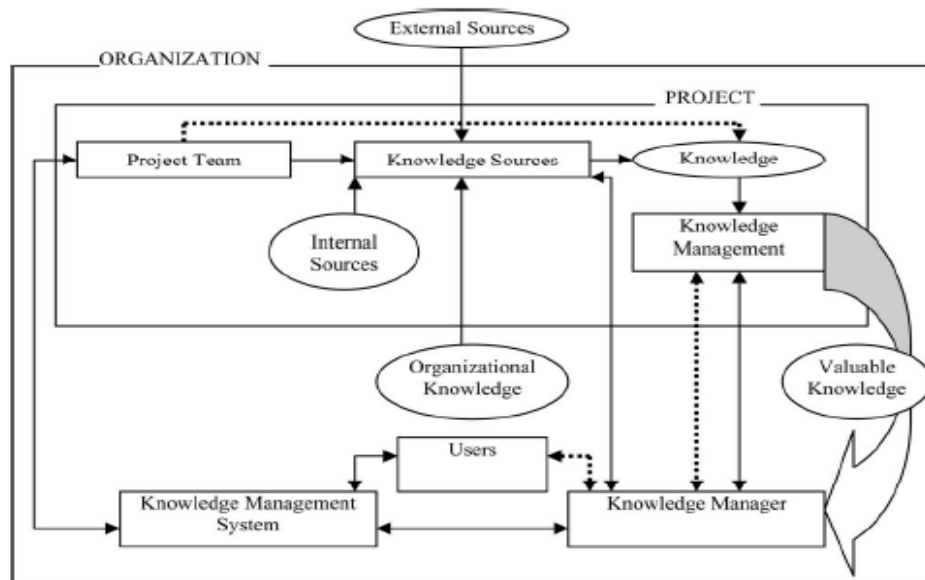 External Sources
ORGANIZATION
PROJECT
Project Team
Knowledge Sources
Knowledge
Internal
Sources
Knowledge
Management
Organizational
Knowledge
Valuable
Knowledge
Users
Knowledge Management
System
Knowledge Manager